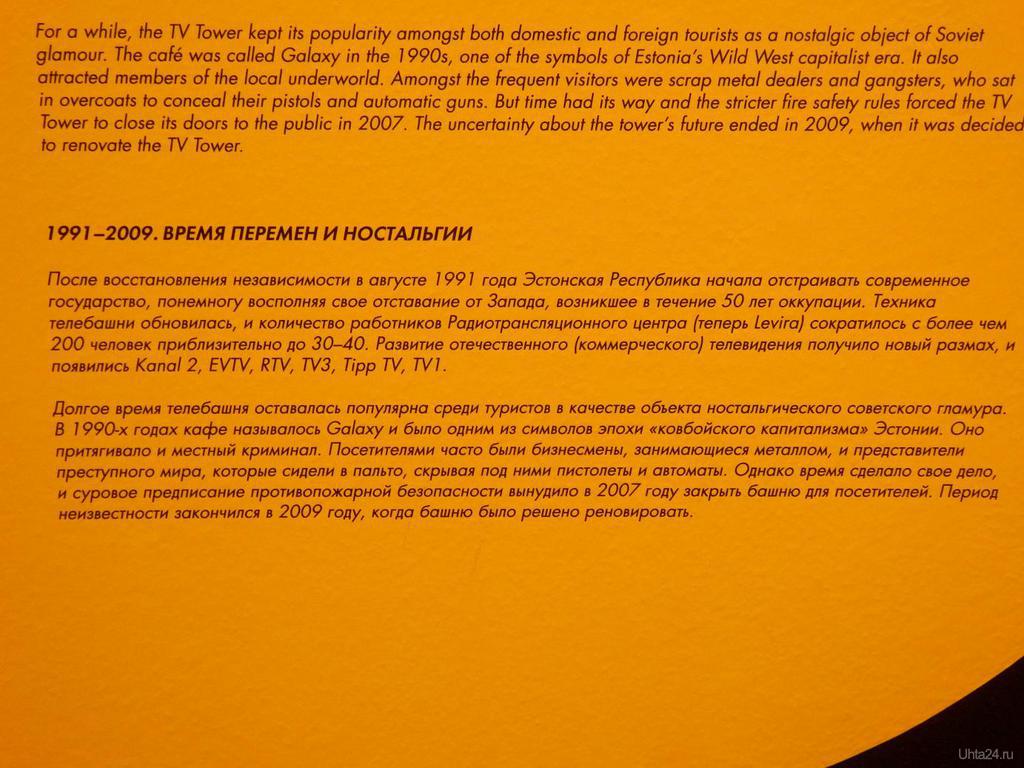 For a while, the TV Tower kept its popularity amongst both domestic and foreign tourists as a nostalgic object of Soviet
glamour. The café was called Galaxy in the 1990s, one of the symbols of Estonia's Wild West capitalist era. It also
attracted members of the local underworld. Amongst the frequent visitors were scrap metal dealers and gangsters, who sat
in overcoats to conceal their pistols and automatic guns. But time had its way and the stricter fire safety rules forced the TV
Tower to close its doors to the public in 2007. The uncertainty about the tower's future ended in 2009, when it was decided
to renovate the TV Tower.
1991–2009. ВРЕМЯ ПЕРЕМЕН И НОСТАЛЬГИИ
После восстановления независимости в августе 1991 года Эстонская Республика начала отстраивать современное
государство, понемногу восполняя свое отставание от Запада, возникшее в течение 50 лет оккупации. Техника
телебашни обновилась, и количество работников Радиотрансляционного центра (теперь Levira) сократилось с более чем
200 человек приблизительно до 30–40. Развитие отечественного (коммерческого) телевидения получило новый размах, и
появились Kanal 2, EVTV, RTV, TV3, Tipp TV, TV1.
Долгое время телебашня оставалась популярна среди туристов в качестве объекта ностальгического советского гламура.
В 1990-х годах кафе называлось Galaxy и было одним из символов эпохи «ковбойского капитализма» Эстонии. Оно
притягивало и местный криминал. Посетителями часто были бизнесмены, занимающиеся металлом, и представители
преступного мира, которые сидели в пальто, скрывая под ними пистолеты и автоматы. Однако время сделало свое дело,
и суровое предписание противопожарной безопасности вынудило в 2007 году закрыть башню для посетителей. Период
неизвестности закончился в 2009 году, когда башню было решено реновировать.
Uhta24.ru